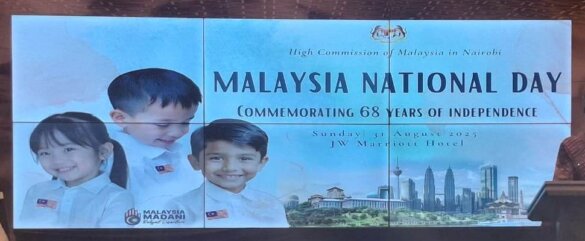 High Commission of Malaysia in Nairobi
MALAYSIA NATIONAL DAY
COMMEMORATING 68 YEARS OF INDEPENDENCE
Sunday, 31 August 2025
JW Marriott Hotel
MALAYSIA
MADANI